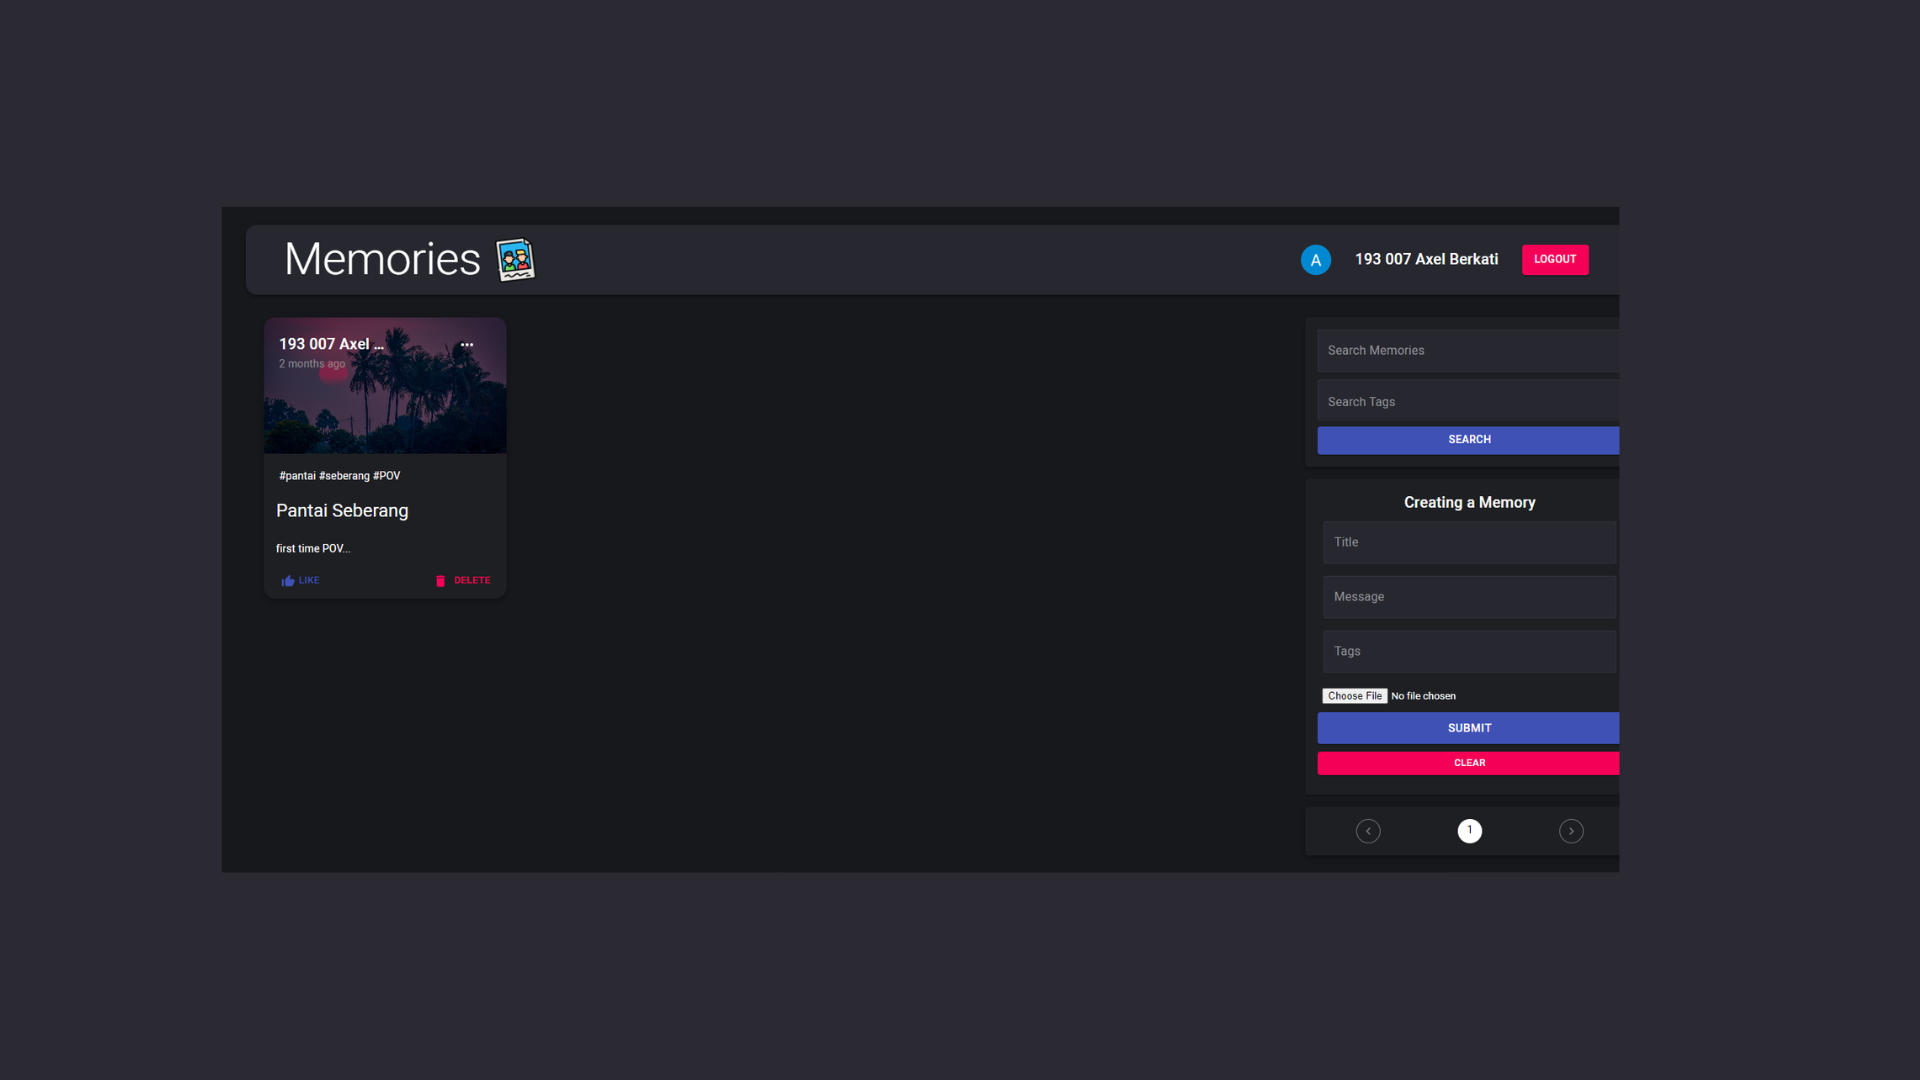 Memories
A 193 007 Axel Berkati LOGOUT
193 007 Axel ...
2 months ago
#pantai #seberang #POV
Pantai Seberang
first time POV...
LIKE DELETE
Search Memories
Search Tags
SEARCH
Creating a Memory
Title
Message
Tags
Choose File No file chosen
SUBMIT
CLEAR
1